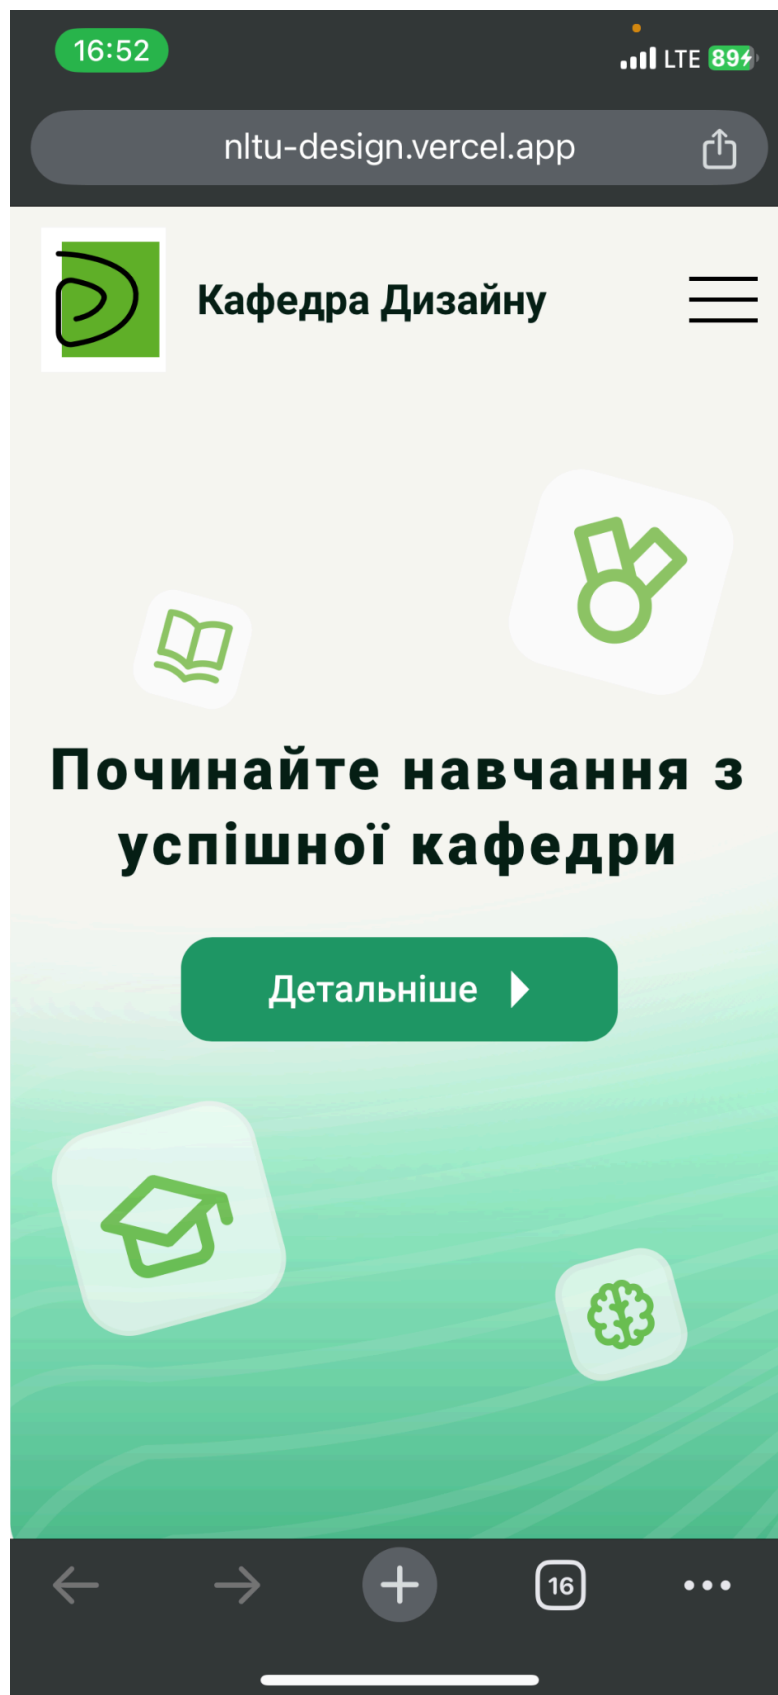 16:52
LTE 89
nltu-design.vercel.app
Кафедра Дизайну
Починайте навчання з
успішної кафедри
Детальніше
16